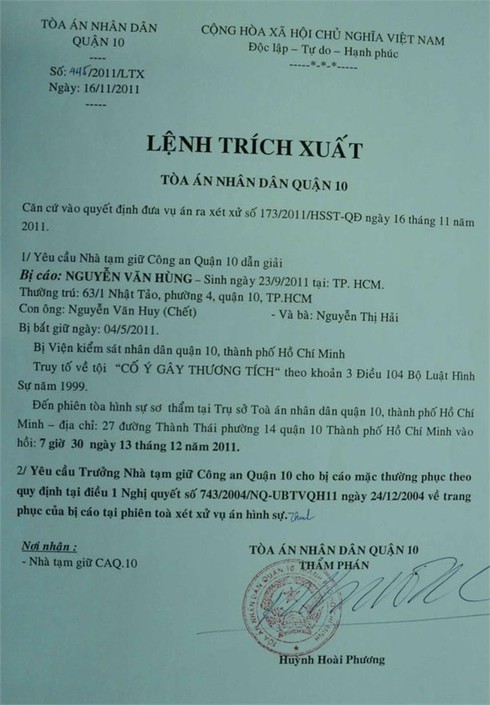 TÒA ÁN NHÂN DÂN
QUẬN 10
----
Số: 445/2011/LTX
Ngày: 16/11/2011
-----
CỘNG HÒA XÃ HỘI CHỦ NGHĨA VIỆT NAM
Độc lập – Tự do – Hạnh phúc
-----*-*-*-----
LỆNH TRÍCH XUẤT
TÒA ÁN NHÂN DÂN QUẬN 10
Căn cứ vào quyết định đưa vụ án ra xét xử số 173/2011/HSST-QĐ ngày 16 tháng 11 năm
2011.
1/ Yêu cầu Nhà tạm giữ Công an Quận 10 dẫn giải
Bị cáo: NGUYỄN VĂN HÙNG – Sinh ngày 23/9/2011 tại: TP. HCM.
Thường trú: 63/1 Nhật Tảo, phường 4, quận 10, TP.HCM
Con ông: Nguyễn Văn Huy (Chết) - Và bà: Nguyễn Thị Hải
Bị bắt giữ ngày: 04/5/2011.
Bị Viện kiểm sát nhân dân quận 10, thành phố Hồ Chí Minh
Truy tố về tội “CỐ Ý GÂY THƯƠNG TÍCH“ theo khoản 3 Điều 104 Bộ Luật Hình
Sự năm 1999.
Đến phiên tòa hình sự sơ thẩm tại Trụ sở Toà án nhân dân quận 10, thành phố Hồ Chí
Minh – địa chỉ: 27 đường Thành Thái phường 14 quận 10 Thành phố Hồ Chí Minh vào
hồi: 7 giờ 30 ngày 13 tháng 12 năm 2011.
2/ Yêu cầu Trưởng Nhà tạm giữ Công an Quận 10 cho bị cáo mặc thường phục theo
quy định tại điều 1 Nghị quyết số 743/2004/NQ-UBTVQH11 ngày 24/12/2004 về trang
phục của bị cáo tại phiên toà xét xử vụ án hình sự.
Nơi nhận :
- Nhà tạm giữ CAQ.10
TÒA ÁN NHÂN DÂN QUẬN 10
THẨM PHÁN
TÒA ÁN NHÂN DÂN QUẬN 10
Huỳnh Hoài Phương